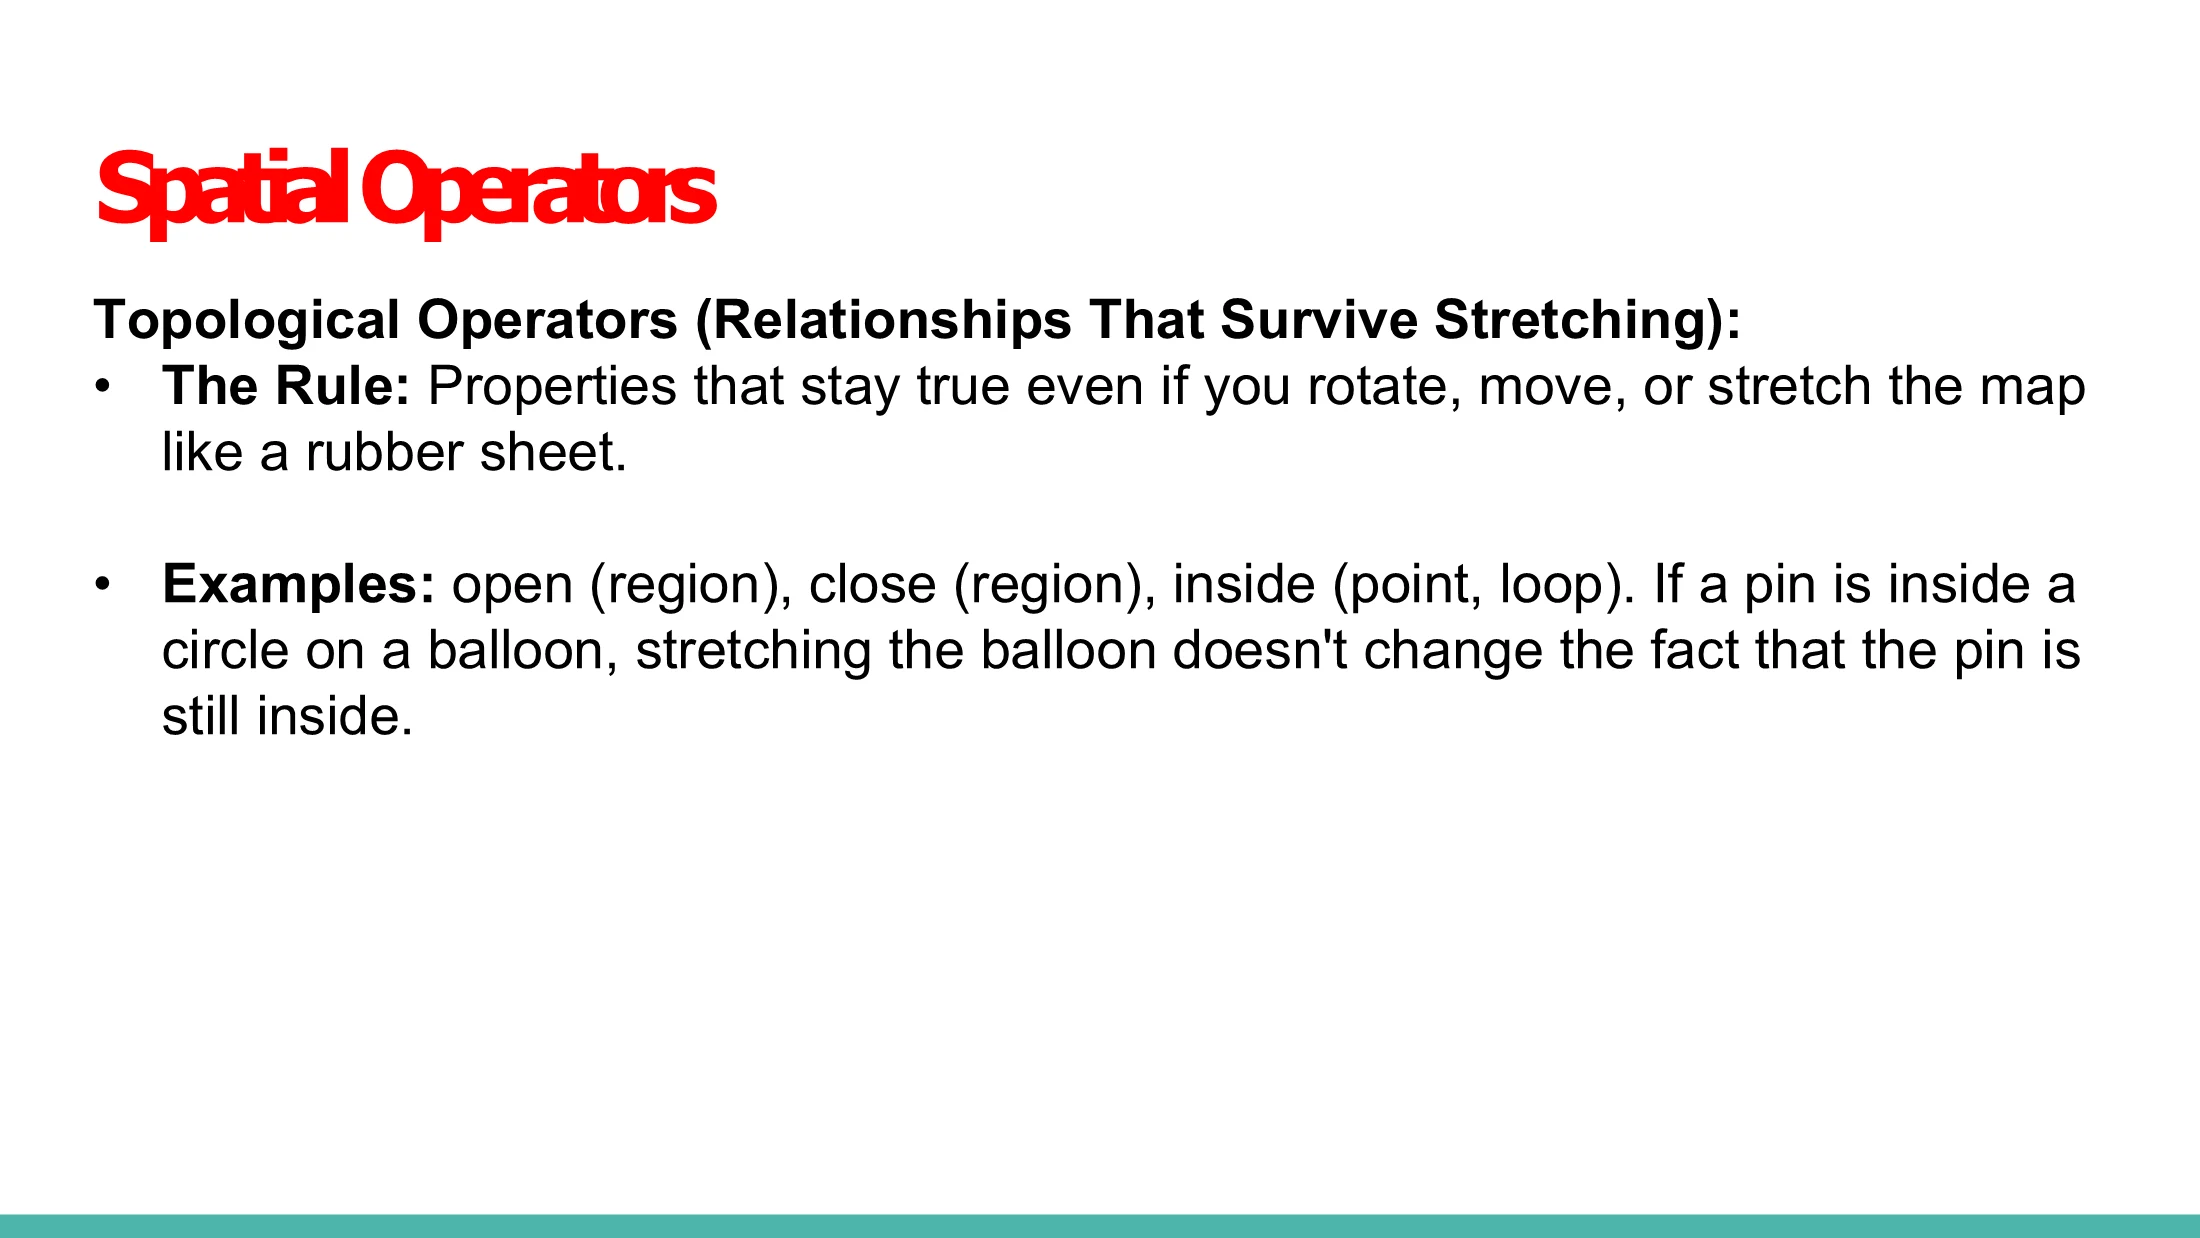 Spatial Operators
Topological Operators (Relationships That Survive Stretching):
• The Rule: Properties that stay true even if you rotate, move, or stretch the map
like a rubber sheet.
• Examples: open (region), close (region), inside (point, loop). If a pin is inside a
circle on a balloon, stretching the balloon doesn't change the fact that the pin is
still inside.